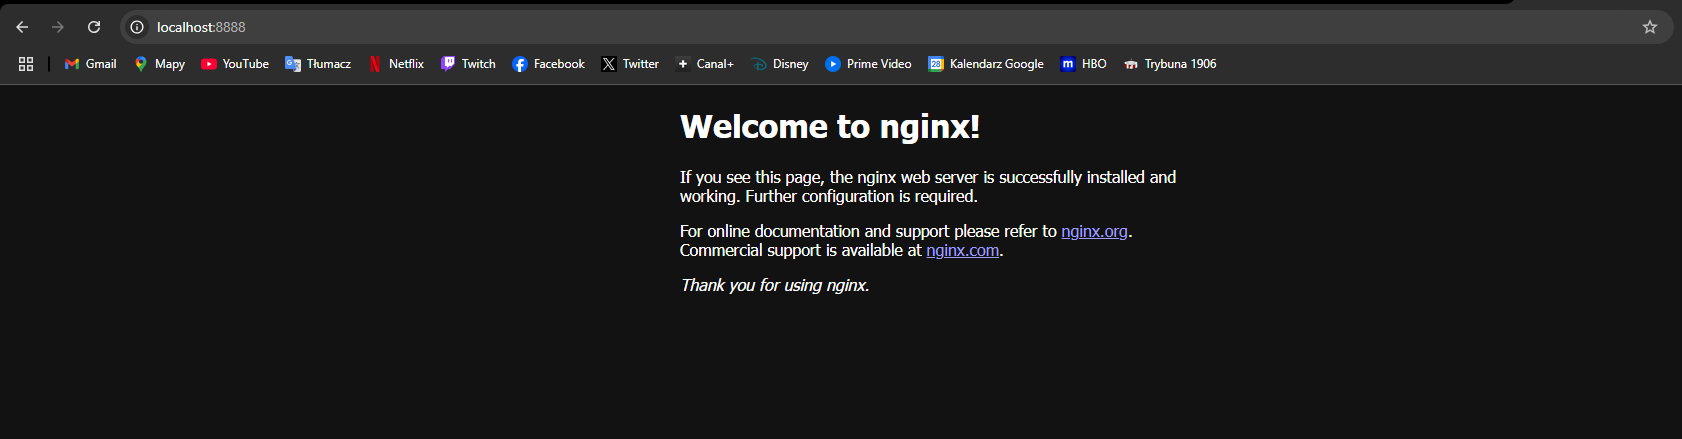 localhost:8888
Gmail Mapy YouTube Tłumacz Netflix Twitch Facebook Twitter Canal+ Disney Prime Video 28 Kalendarz Google m HBO Trybuna 1906
Welcome to nginx!
If you see this page, the nginx web server is successfully installed and
working. Further configuration is required.
For online documentation and support please refer to nginx.org.
Commercial support is available at nginx.com.
Thank you for using nginx.